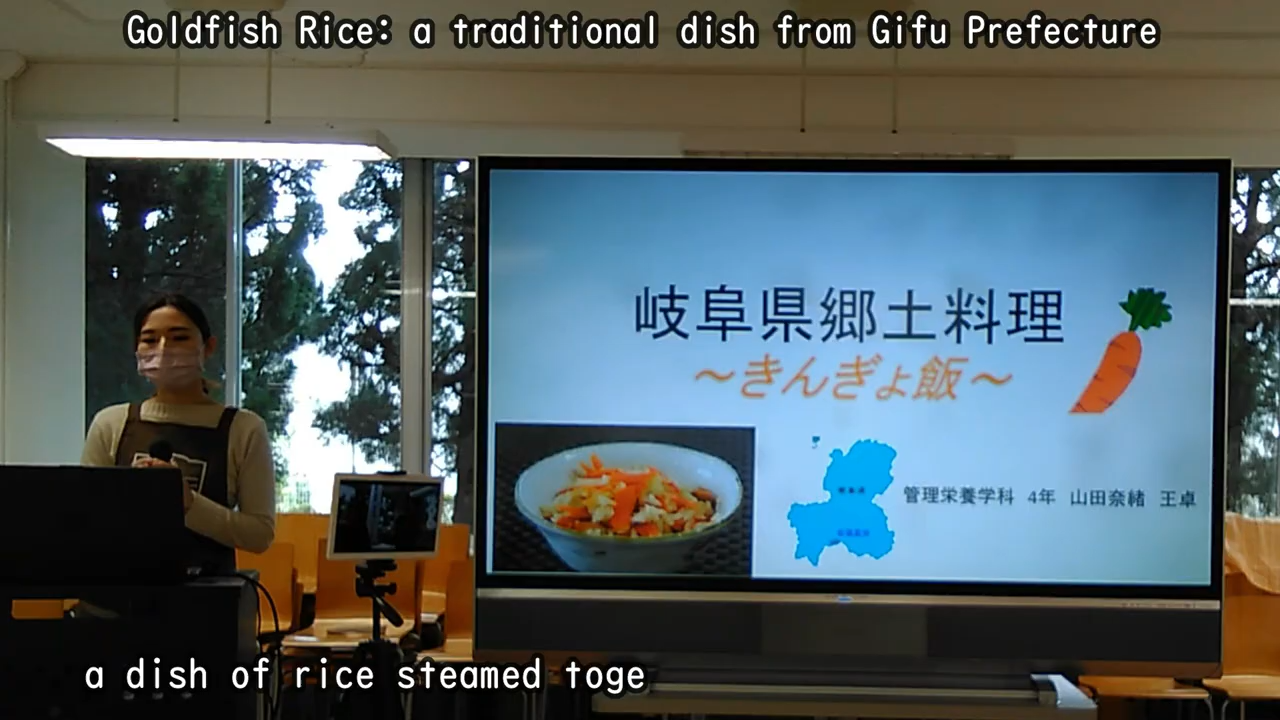 Goldfish Rice: a traditional dish from Gifu Prefecture
岐阜県郷土料理
～きんぎょ飯～
管理栄養学科 4年 山田奈緒 王卓
a dish of rice steamed toge